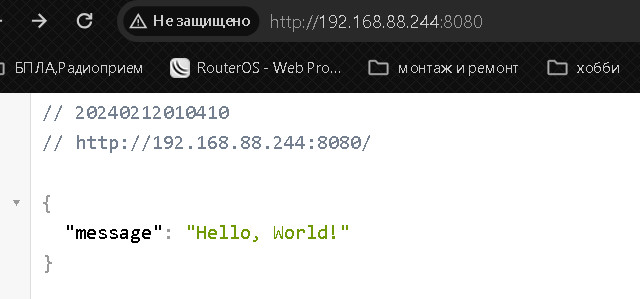 Не защищено http://192.168.88.244:8080
БПЛА,Радиоприем RouterOS - Web Pro... монтаж и ремонт хобби
// 20240212010410
// http://192.168.88.244:8080/
{
"message": "Hello, World!"
}